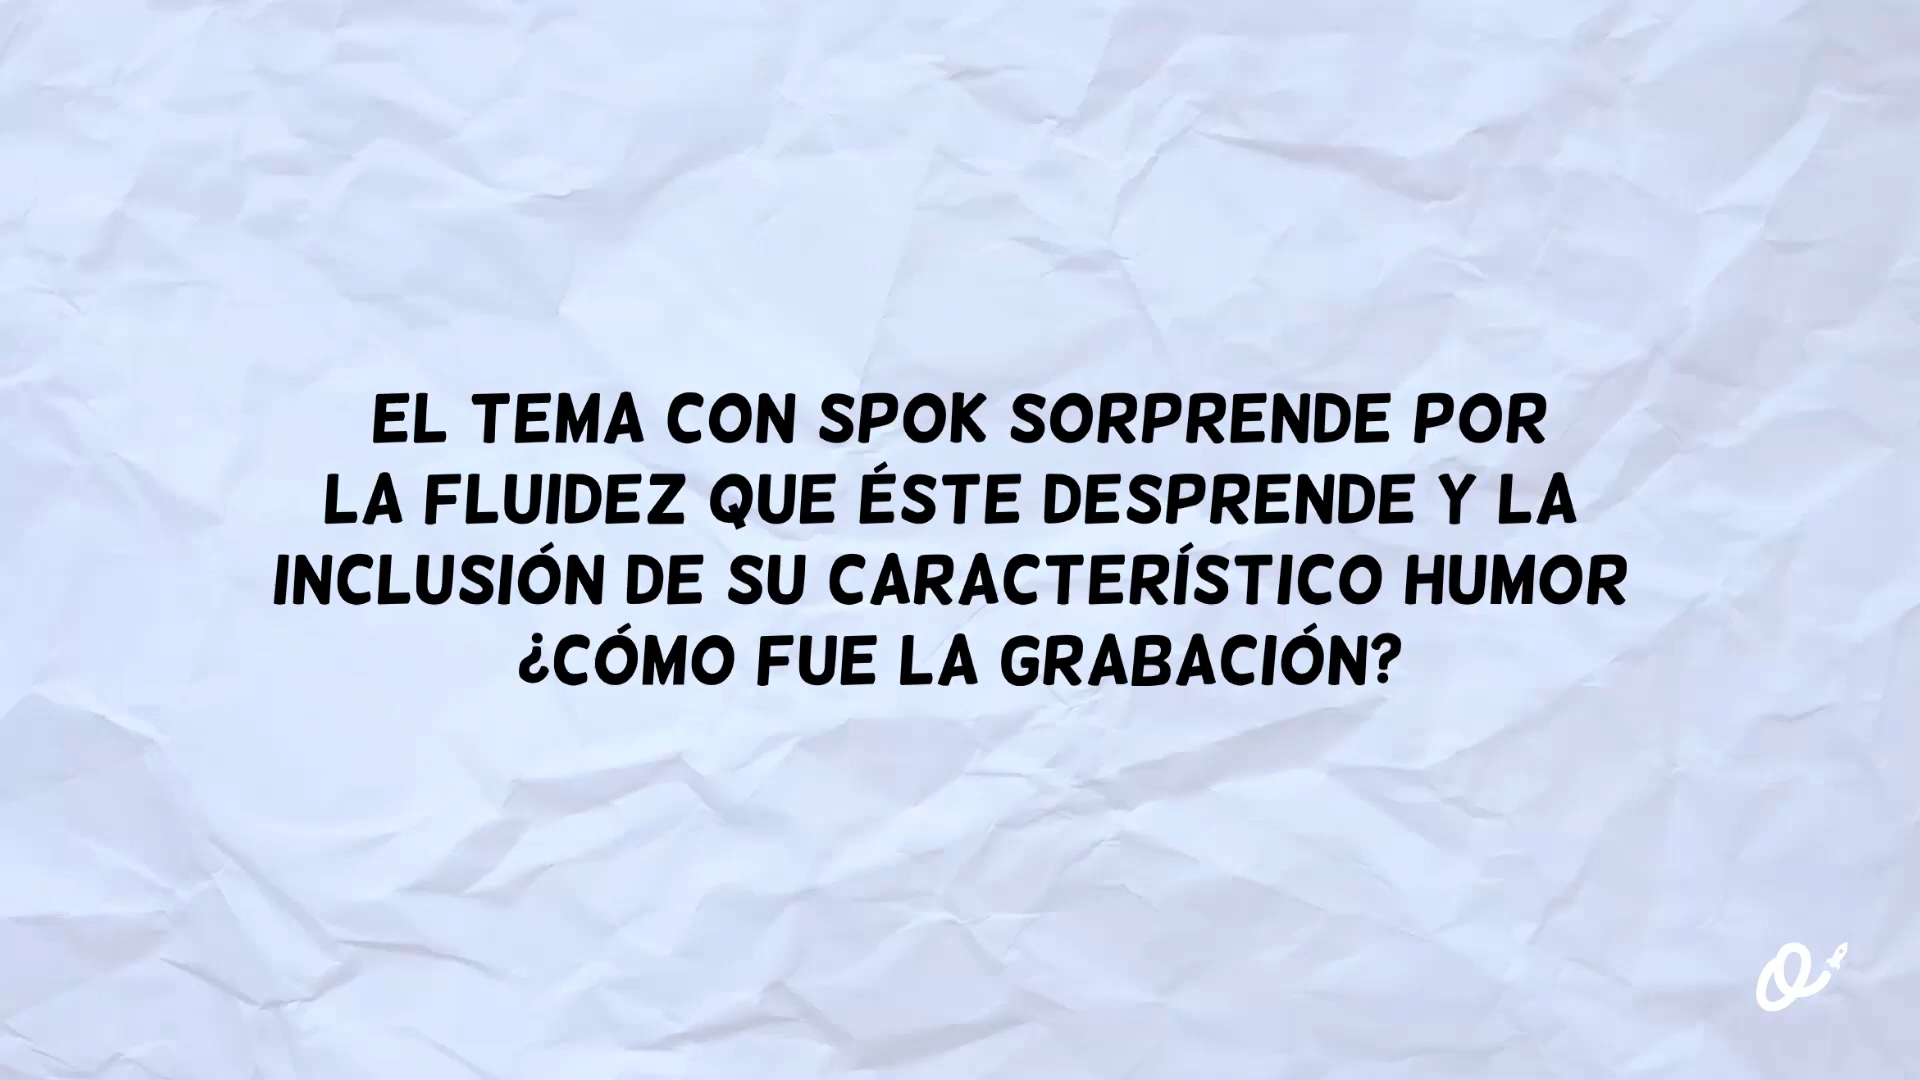 EL TEMA CON SPOK SORPRENDE POR
LA FLUIDEZ QUE ÉSTE DESPRENDE Y LA
INCLUSIÓN DE SU CARACTERÍSTICO HUMOR
¿CÓMO FUE LA GRABACIÓN?